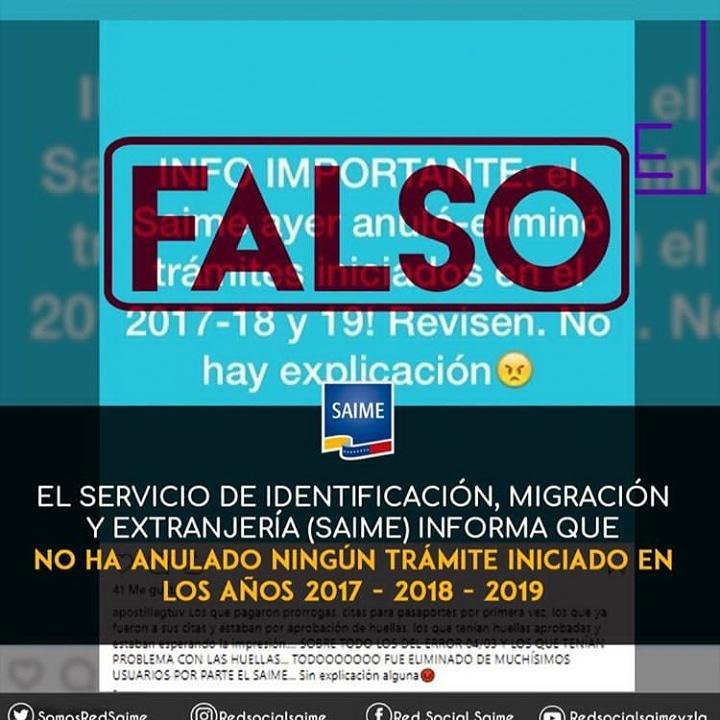 INFO IMPORTANTE: el
Saime ayer anuló-eliminó
trámites iniciados en el
2017-18 y 19! Revisen. No
hay explicación😠
FALSO
SAIME
EL SERVICIO DE IDENTIFICACIÓN, MIGRACIÓN
Y EXTRANJERÍA (SAIME) INFORMA QUE
NO HA ANULADO NINGÚN TRÁMITE INICIADO EN
LOS AÑOS 2017 - 2018 - 2019
41 Me gu
apostillagtuv Los que pagaron prorrogas, citas para pasaportes por primera vez, los que ya
fueron a sus citas y estaban por aprobación de huellas, los que tenían huellas aprobadas y
estaban esperando la impresión.... SOBRE TODO LOS DEL ERROR 04/03 Y LOS QUE TENÍAN
PROBLEMA CON LAS HUELLAS... TODOOOOOOO FUE ELIMINADO DE MUCHÍSIMOS
USUARIOS POR PARTE EL SAIME... Sin explicación alguna😡
SomosRedSaime
Redsocialsaime
Red Social Saime
Redsocialsaimevzla